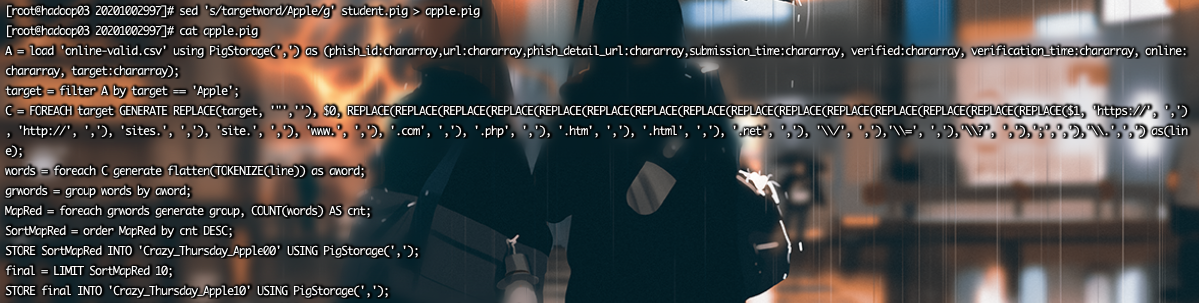 [root@hadoop03 20201002997]# sed 's/targetword/Apple/g' student.pig > apple.pig
[root@hadoop03 20201002997]# cat apple.pig
A = load 'online-valid.csv' using PigStorage(',') as (phish_id:chararray,url:chararray,phish_detail_url:chararray,submission_time:chararray, verified:chararray, verification_time:chararray, online:
chararray, target:chararray);
target = filter A by target == 'Apple';
C = FOREACH target GENERATE REPLACE(target, '"',''), $0, REPLACE(REPLACE(REPLACE(REPLACE(REPLACE(REPLACE(REPLACE(REPLACE(REPLACE(REPLACE(REPLACE(REPLACE(REPLACE(REPLACE(REPLACE($1, 'https://', ',')
, 'http://', ','), 'sites.', ','), 'site.', ','), 'www.', ','), '.com', ','), '.php', ','), '.htm', ','), '.html', ','), '.net', ','), '\\/', ','),'\\=', ','),'\\?', ','),';',','),'\\.',',') as(lin
e);
words = foreach C generate flatten(TOKENIZE(line)) as aword;
grwords = group words by aword;
MapRed = foreach grwords generate group, COUNT(words) AS cnt;
SortMapRed = order MapRed by cnt DESC;
STORE SortMapRed INTO 'Crazy_Thursday_Apple00' USING PigStorage(',');
final = LIMIT SortMapRed 10;
STORE final INTO 'Crazy_Thursday_Apple10' USING PigStorage(',');